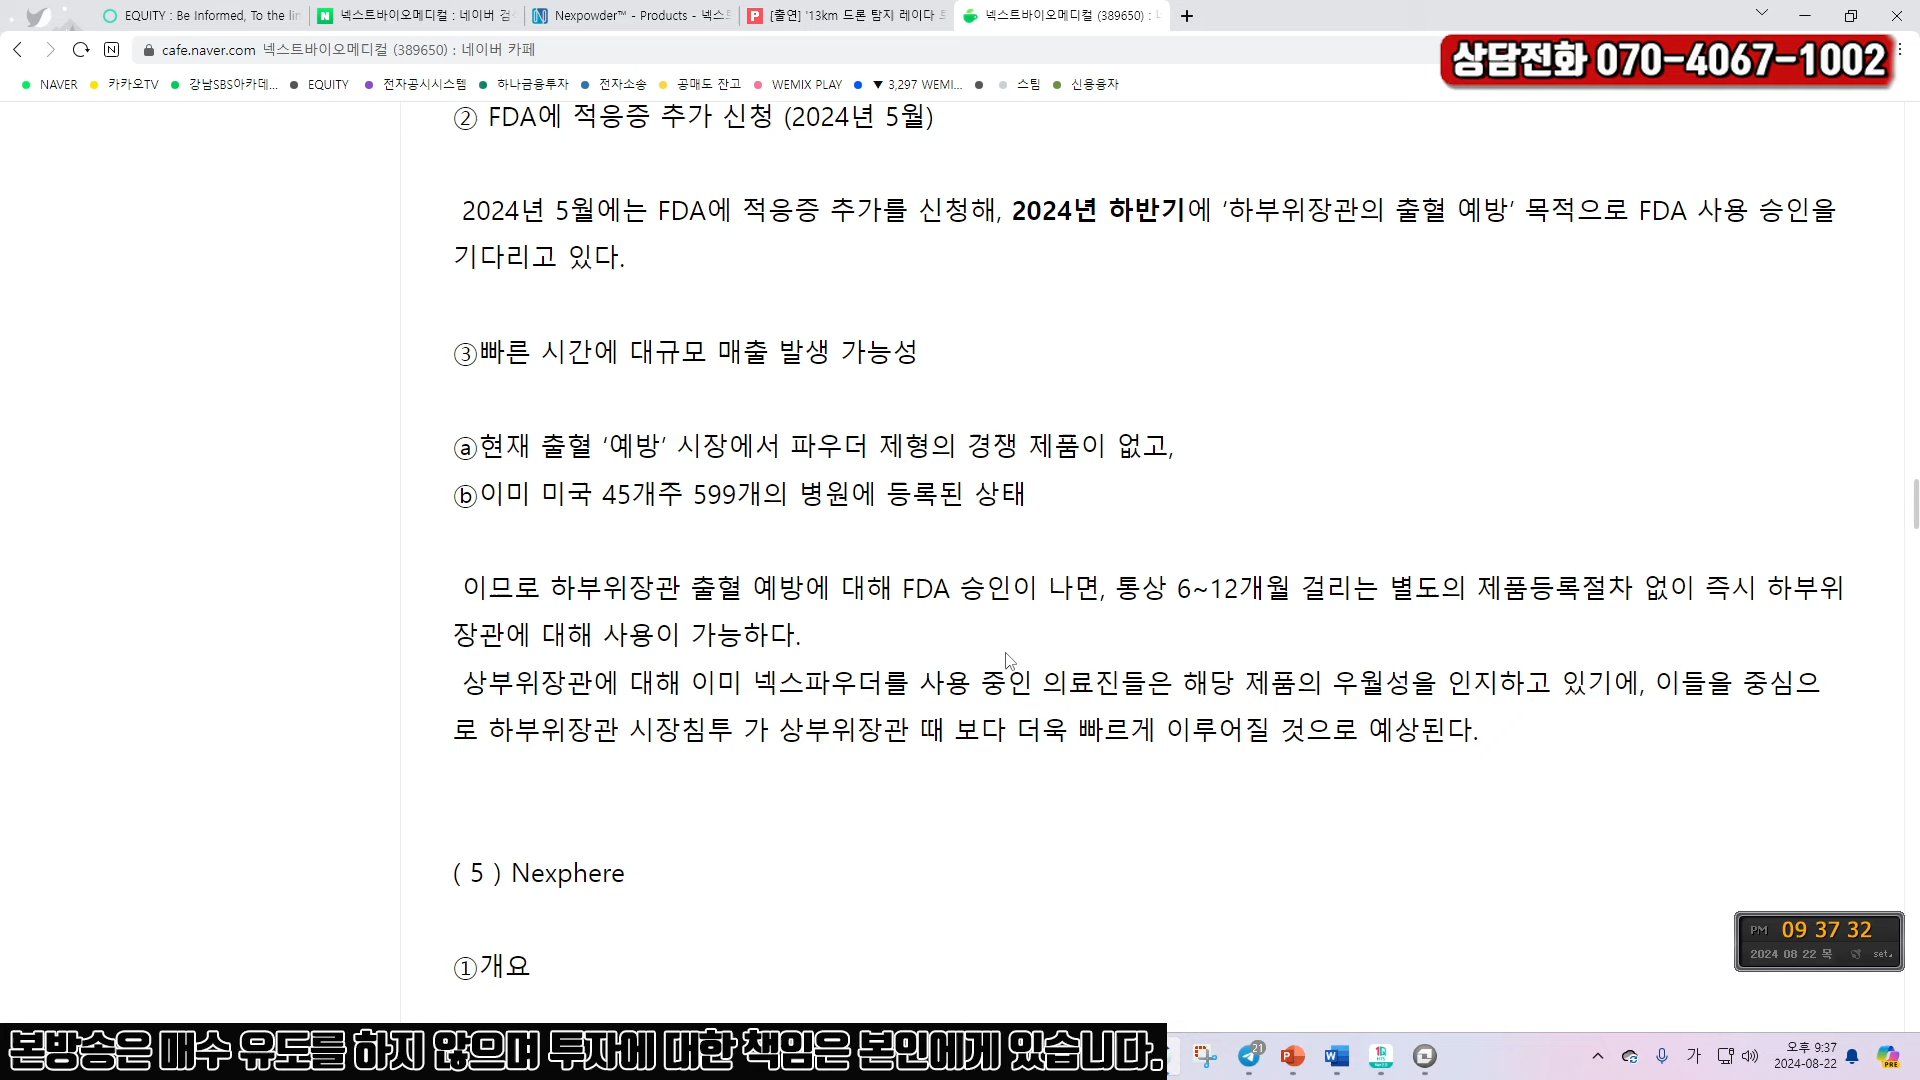 EQUITY : Be Informed, To the lin
넥스트바이오메디컬 : 네이버 검
Nexpowder™ - Products - 넥스
[출연] '13km 드론 탐지 레이다
넥스트바이오메디컬 (389650) :
cafe.naver.com 넥스트바이오메디컬 (389650) : 네이버 카페
상담전화 070-4067-1002
NAVER
카카오TV
강남SBS아카데...
EQUITY
전자공시시스템
하나금융투자
전자소송
공매도 잔고
WEMIX PLAY
▼ 3,297 WEMI...
스팀
신용융자
② FDA에 적응증 추가 신청 (2024년 5월)
2024년 5월에는 FDA에 적응증 추가를 신청해, 2024년 하반기에 ‘하부위장관의 출혈 예방’ 목적으로 FDA 사용 승인을
기다리고 있다.
③빠른 시간에 대규모 매출 발생 가능성
ⓐ현재 출혈 ‘예방’ 시장에서 파우더 제형의 경쟁 제품이 없고,
ⓑ이미 미국 45개주 599개의 병원에 등록된 상태
이므로 하부위장관 출혈 예방에 대해 FDA 승인이 나면, 통상 6~12개월 걸리는 별도의 제품등록절차 없이 즉시 하부위
장관에 대해 사용이 가능하다.
상부위장관에 대해 이미 넥스파우더를 사용 중인 의료진들은 해당 제품의 우월성을 인지하고 있기에, 이들을 중심으
로 하부위장관 시장침투 가 상부위장관 때 보다 더욱 빠르게 이루어질 것으로 예상된다.
( 5 ) Nexphere
①개요
PM 09 37 32
2024 08 22 목 set
본방송은 매수 유도를 하지 않으며 투자에 대한 책임은 본인에게 있습니다.
21
가
오후 9:37
2024-08-22
PRE